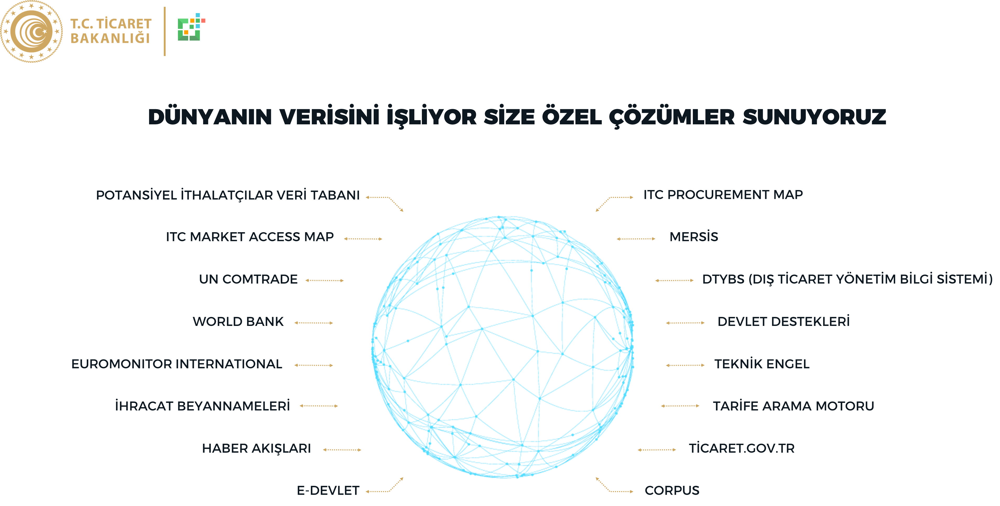 T.C. TİCARET
BAKANLIĞI
DÜNYANIN VERİSİNİ İŞLİYOR SİZE ÖZEL ÇÖZÜMLER SUNUYORUZ
POTANSİYEL İTHALATÇILAR VERİ TABANI
ITC MARKET ACCESS MAP
UN COMTRADE
WORLD BANK
EUROMONITOR INTERNATIONAL
İHRACAT BEYANNAMELERİ
HABER AKIŞLARI
E-DEVLET
ITC PROCUREMENT MAP
MERSİS
DTYBS (DIŞ TİCARET YÖNETİM BİLGİ SİSTEMİ)
DEVLET DESTEKLERİ
TEKNİK ENGEL
TARİFE ARAMA MOTORU
TİCARET.GOV.TR
CORPUS